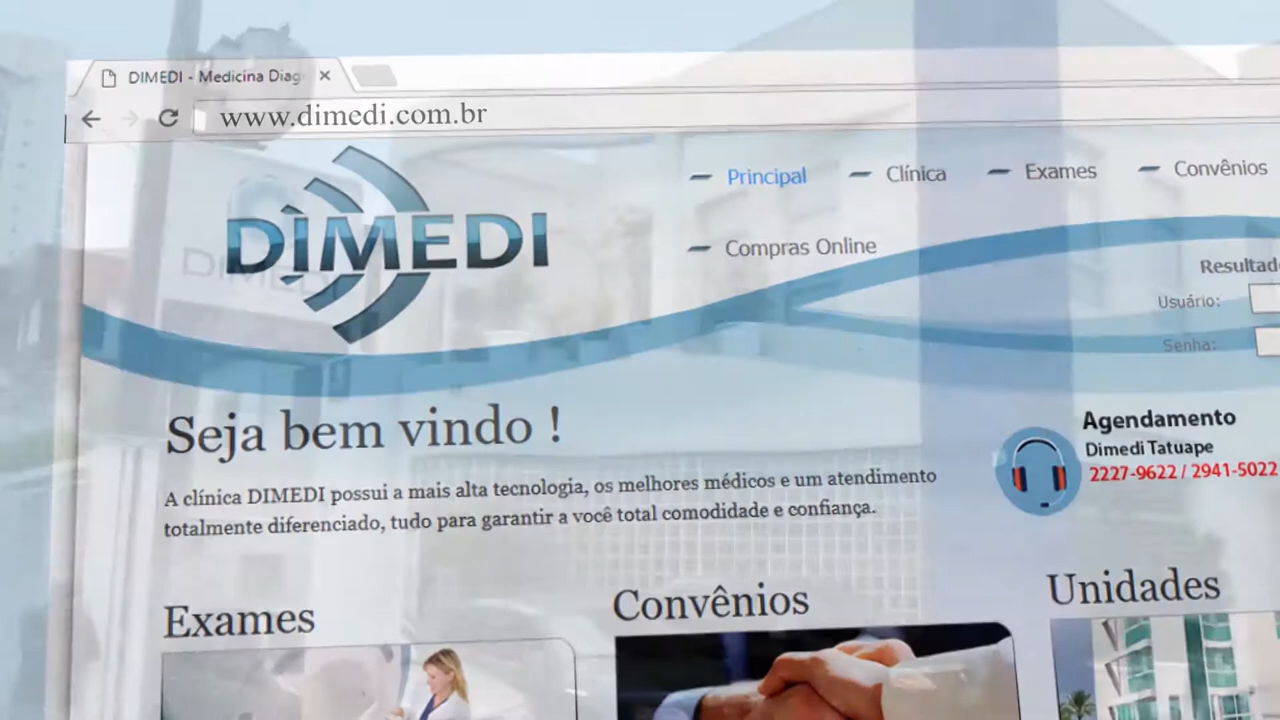 DIMEDI - Medicina Diag
www.dimedi.com.br
DIMEDI
Principal
Clínica
Exames
Convênios
Compras Online
DIMEDI
Resultad
Usuário:
Senha:
Seja bem vindo !
A clínica DIMEDI possui a mais alta tecnologia, os melhores médicos e um atendimento
totalmente diferenciado, tudo para garantir a você total comodidade e confiança.
Agendamento
Dimedi Tatuape
2227-9622 / 2941-5022
Exames
Convênios
Unidades